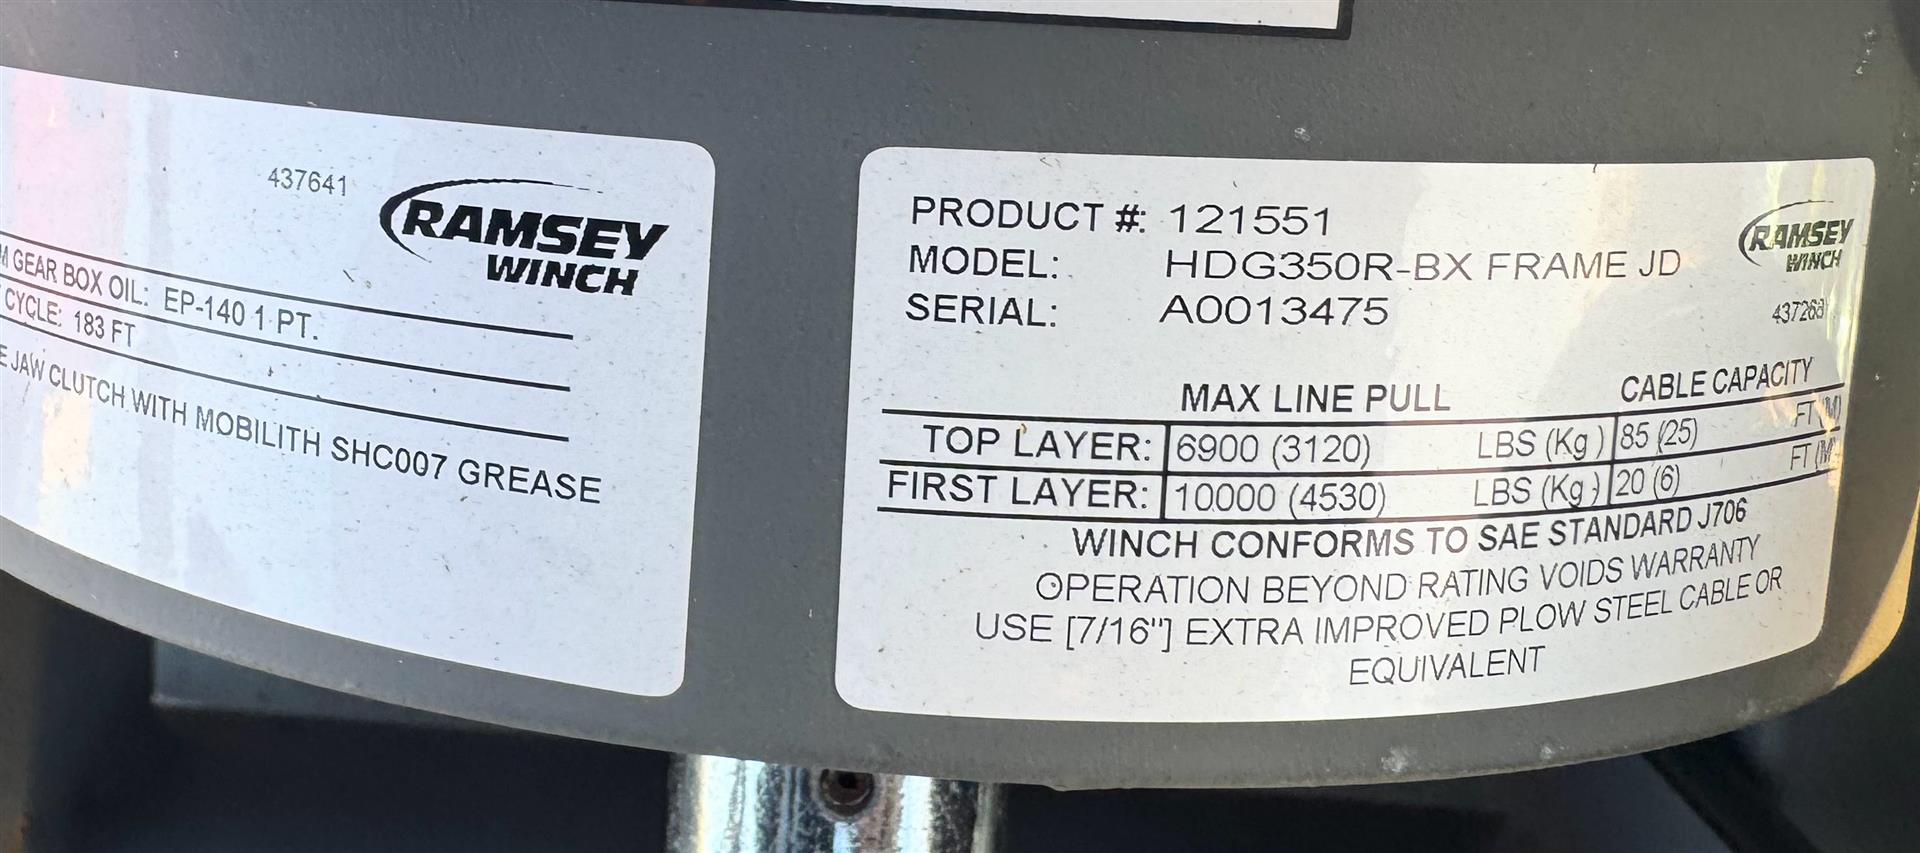 437641
RAMSEY
WINCH
GEAR BOX OIL: EP-140 1 PT.
CYCLE: 183 FT
JAW CLUTCH WITH MOBILITH SHC007 GREASE
PRODUCT #: 121551
MODEL: HDG350R-BX FRAME JD
SERIAL: A0013475
RAMSEY
WINCH
437268
MAX LINE PULL CABLE CAPACITY
TOP LAYER: 6900 (3120) LBS (Kg) 85 (25) FT (M)
FIRST LAYER: 10000 (4530) LBS (Kg) 20 (6) FT (M)
WINCH CONFORMS TO SAE STANDARD J706
OPERATION BEYOND RATING VOIDS WARRANTY
USE [7/16"] EXTRA IMPROVED PLOW STEEL CABLE OR
EQUIVALENT